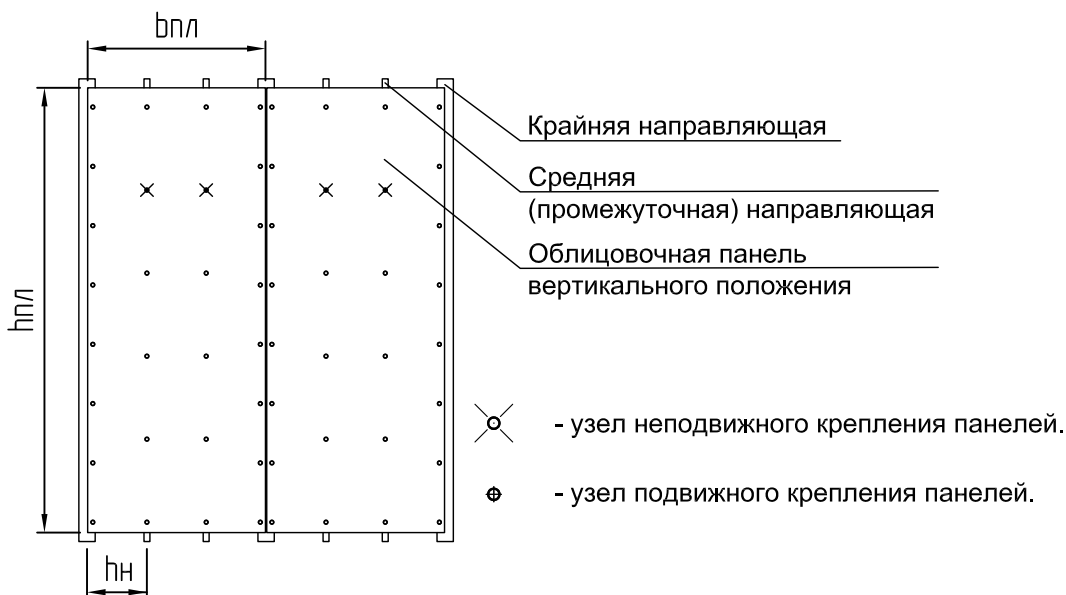 bпл
Крайняя направляющая
Средняя
(промежуточная) направляющая
Облицовочная панель
вертикального положения
hпл
- узел неподвижного крепления панелей.
- узел подвижного крепления панелей.
hн